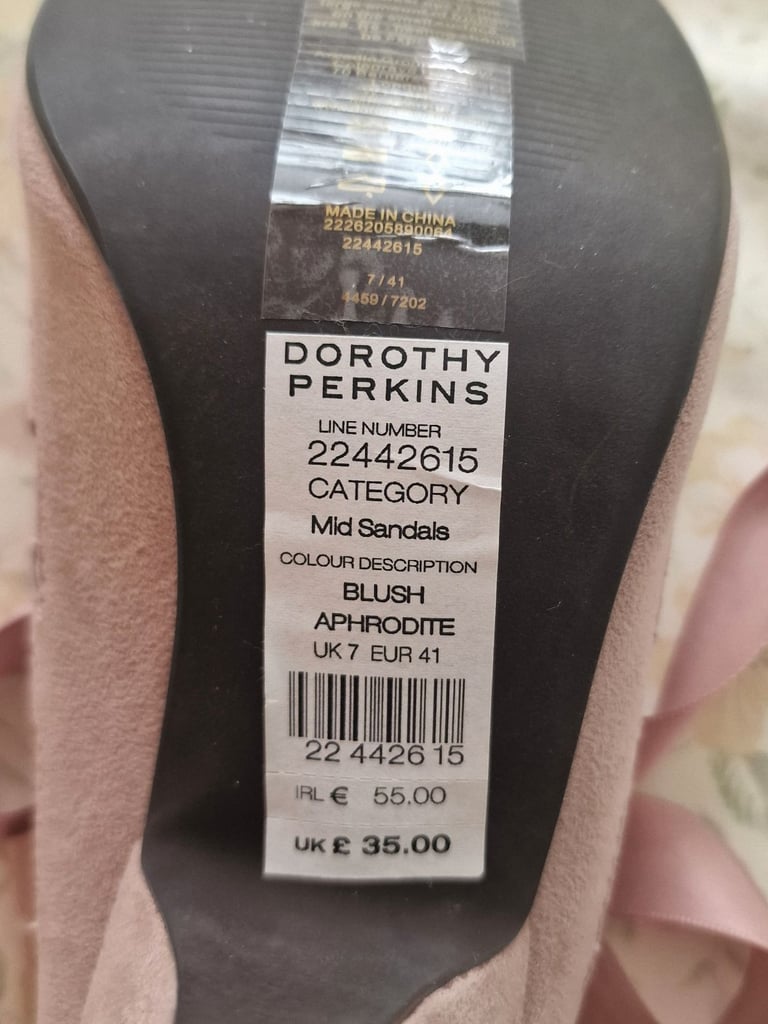 MADE IN CHINA
2226205890064
22442615
7/41
4459/7202
DOROTHY
PERKINS
LINE NUMBER
22442615
CATEGORY
Mid Sandals
COLOUR DESCRIPTION
BLUSH
APHRODITE
UK 7 EUR 41
22 4426 15
IRL € 55.00
UK £ 35.00